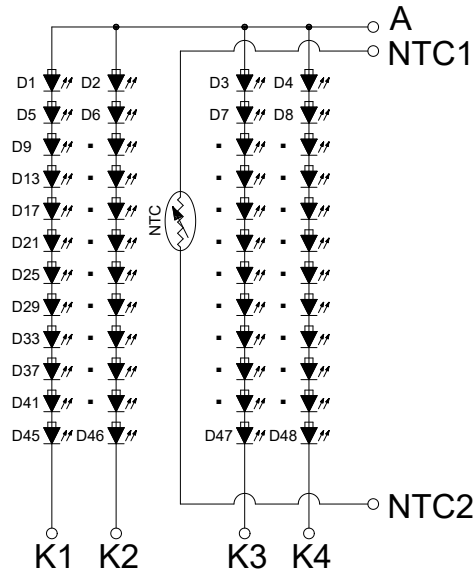 A
NTC1
D1 D2 D3 D4
D5 D6 D7 D8
D9
D13
D17
NTC
D21
D25
D29
D33
D37
D41
D45 D46 D47 D48
NTC2
K1 K2 K3 K4